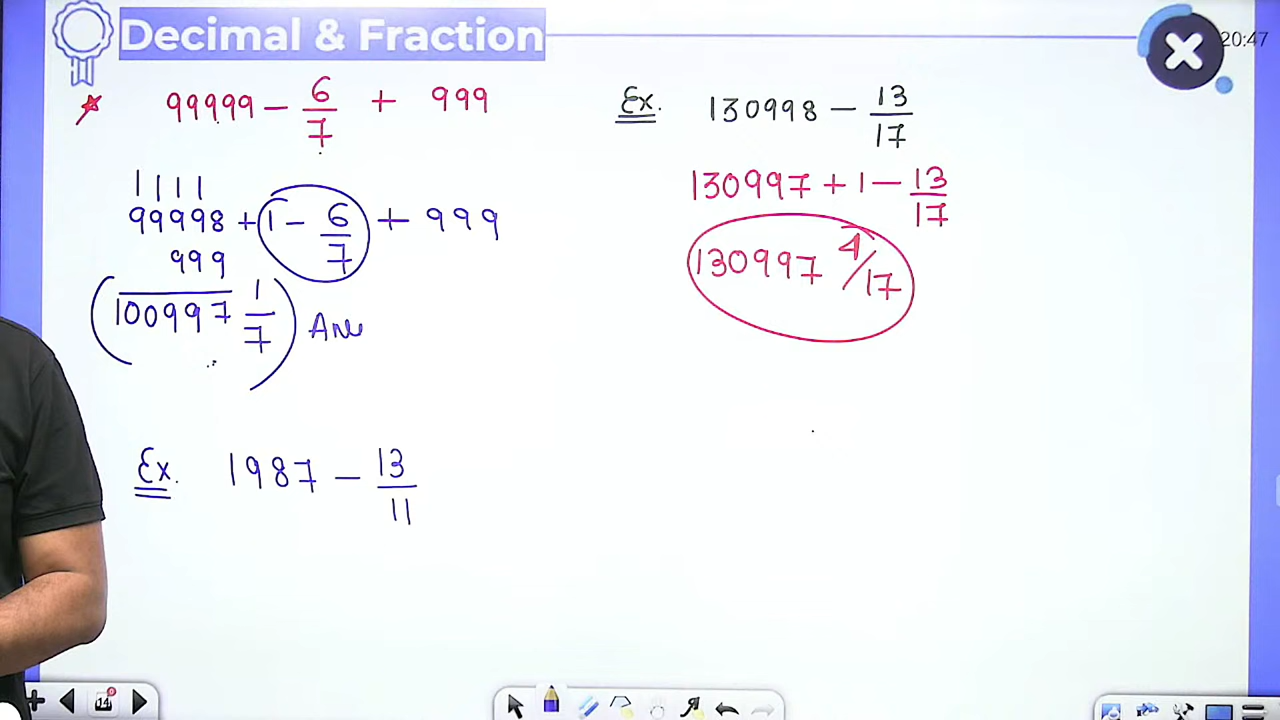 Decimal & Fraction
20:47
99999 - 6/7 + 999
1111
99998 + 1 - 6/7 + 999
999
(100997 1/7) Ans
Ex. 1987 - 13/11
Ex. 130998 - 13/17
130997 + 1 - 13/17
130997 4/17
14